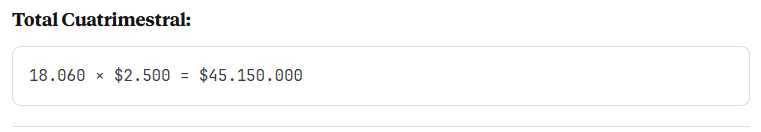 Total Cuatrimestral:
18.060 × $2.500 = $45.150.000